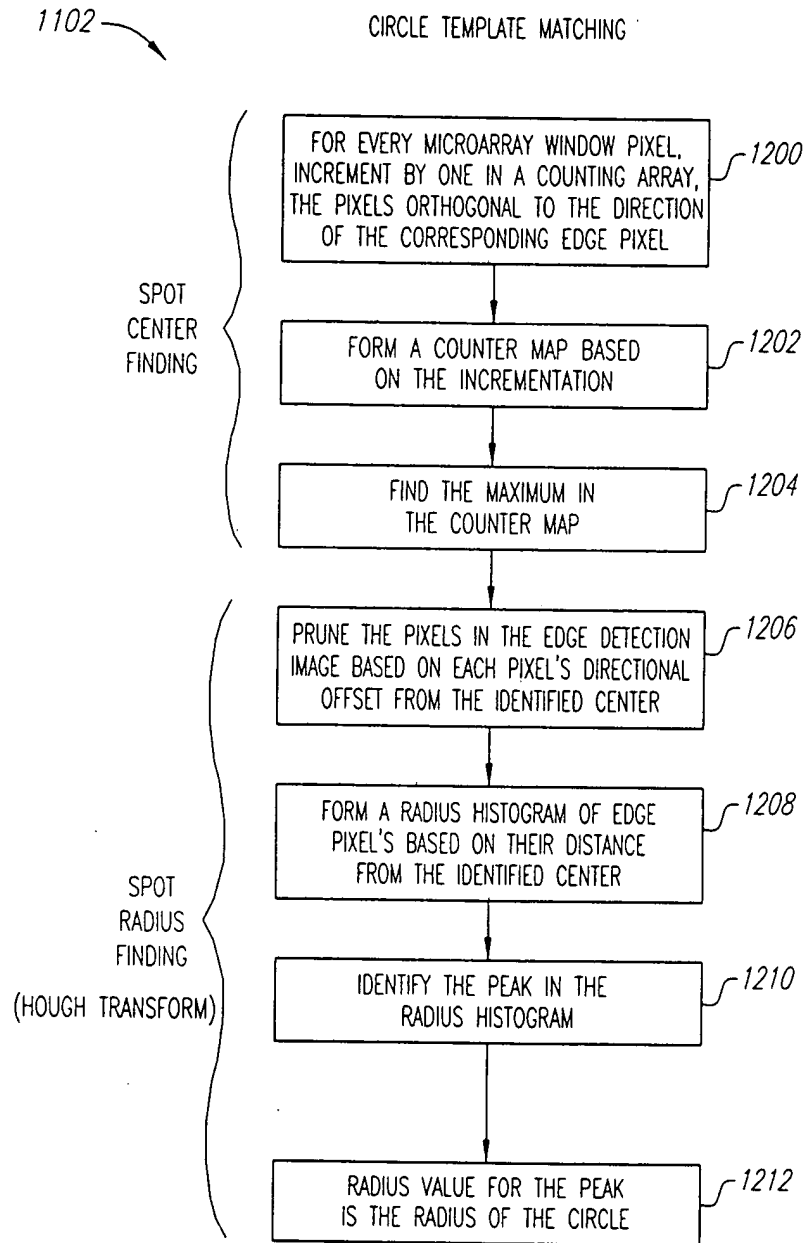 1102
CIRCLE TEMPLATE MATCHING
FOR EVERY MICROARRAY WINDOW PIXEL,
INCREMENT BY ONE IN A COUNTING ARRAY,
THE PIXELS ORTHOGONAL TO THE DIRECTION
OF THE CORRESPONDING EDGE PIXEL
1200
SPOT
CENTER
FINDING
FORM A COUNTER MAP BASED
ON THE INCREMENTATION
1202
FIND THE MAXIMUM IN
THE COUNTER MAP
1204
PRUNE THE PIXELS IN THE EDGE DETECTION
IMAGE BASED ON EACH PIXEL'S DIRECTIONAL
OFFSET FROM THE IDENTIFIED CENTER
1206
FORM A RADIUS HISTOGRAM OF EDGE
PIXEL'S BASED ON THEIR DISTANCE
FROM THE IDENTIFIED CENTER
1208
SPOT
RADIUS
FINDING
(HOUGH TRANSFORM)
IDENTIFY THE PEAK IN THE
RADIUS HISTOGRAM
1210
RADIUS VALUE FOR THE PEAK
IS THE RADIUS OF THE CIRCLE
1212